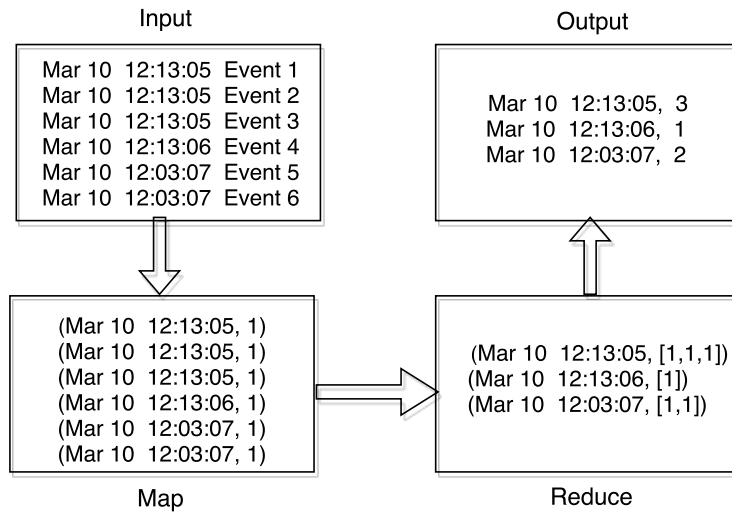 Input
Mar 10 12:13:05 Event 1
Mar 10 12:13:05 Event 2
Mar 10 12:13:05 Event 3
Mar 10 12:13:06 Event 4
Mar 10 12:03:07 Event 5
Mar 10 12:03:07 Event 6
(Mar 10 12:13:05, 1)
(Mar 10 12:13:05, 1)
(Mar 10 12:13:05, 1)
(Mar 10 12:13:06, 1)
(Mar 10 12:03:07, 1)
(Mar 10 12:03:07, 1)
Map
(Mar 10 12:13:05, [1,1,1])
(Mar 10 12:13:06, [1])
(Mar 10 12:03:07, [1,1])
Reduce
Output
Mar 10 12:13:05, 3
Mar 10 12:13:06, 1
Mar 10 12:03:07, 2